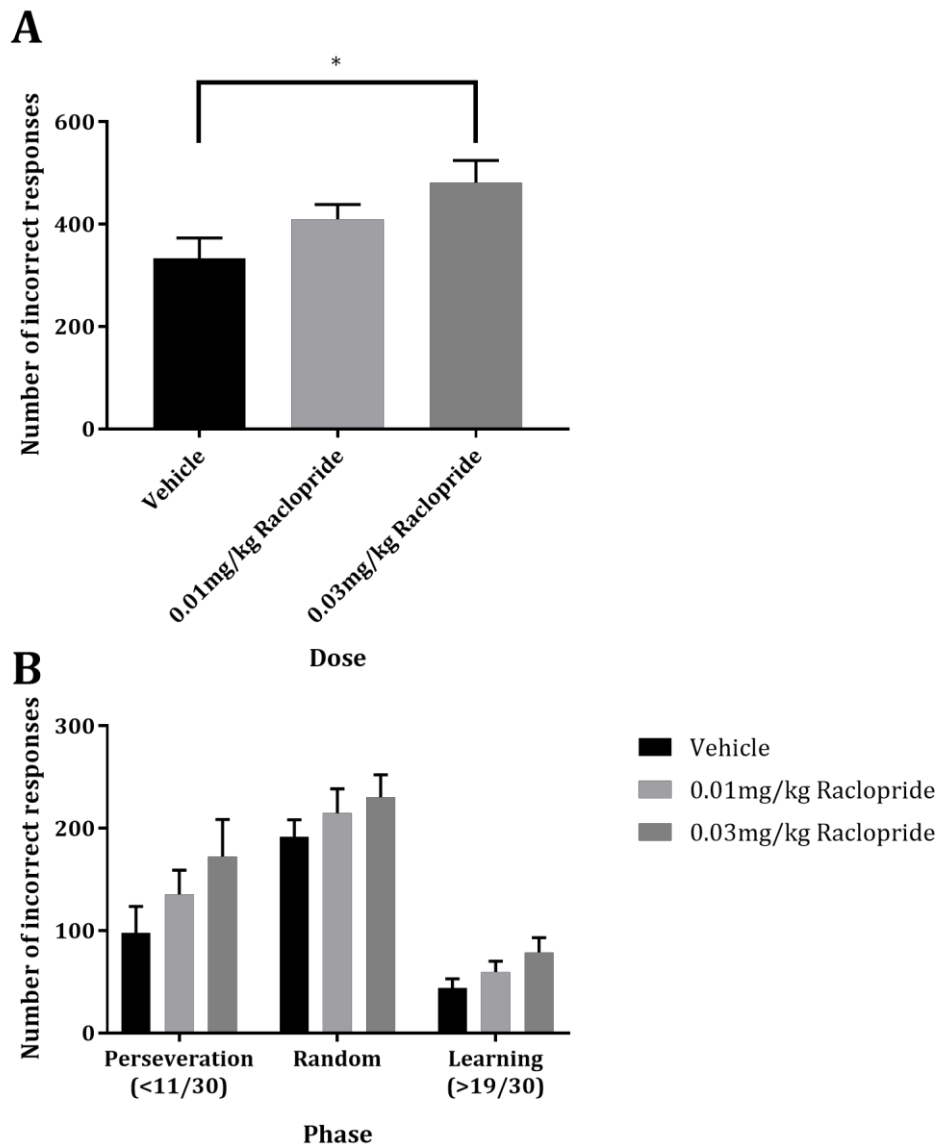 A
*
Number of incorrect responses
600
400
200
0
Vehicle
0.01mg/kg Raclopride
0.03mg/kg Raclopride
Dose
B
Number of incorrect responses
300
200
100
0
Perseveration
(<11/30)
Random
Learning
(>19/30)
Phase
Vehicle
0.01mg/kg Raclopride
0.03mg/kg Raclopride